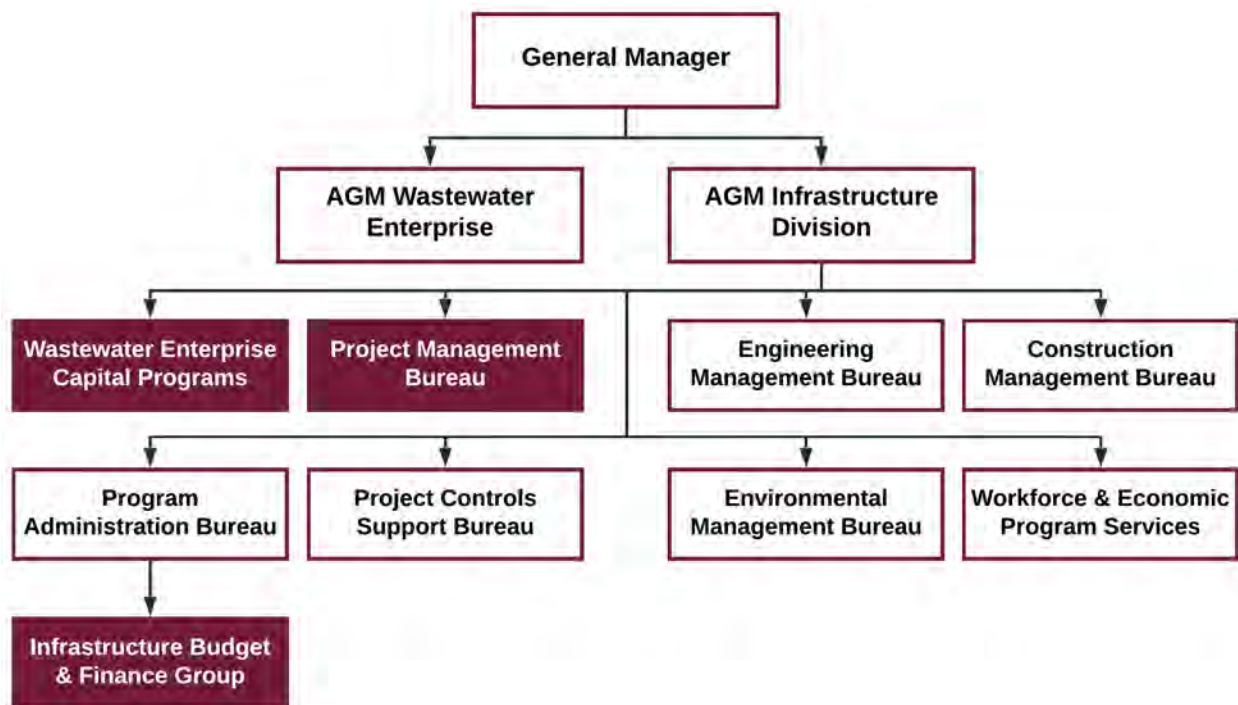 General Manager
AGM Wastewater
Enterprise
AGM Infrastructure
Division
Wastewater Enterprise
Capital Programs
Project Management
Bureau
Engineering
Management Bureau
Construction
Management Bureau
Program
Administration Bureau
Project Controls
Support Bureau
Environmental
Management Bureau
Workforce & Economic
Program Services
Infrastructure Budget
& Finance Group